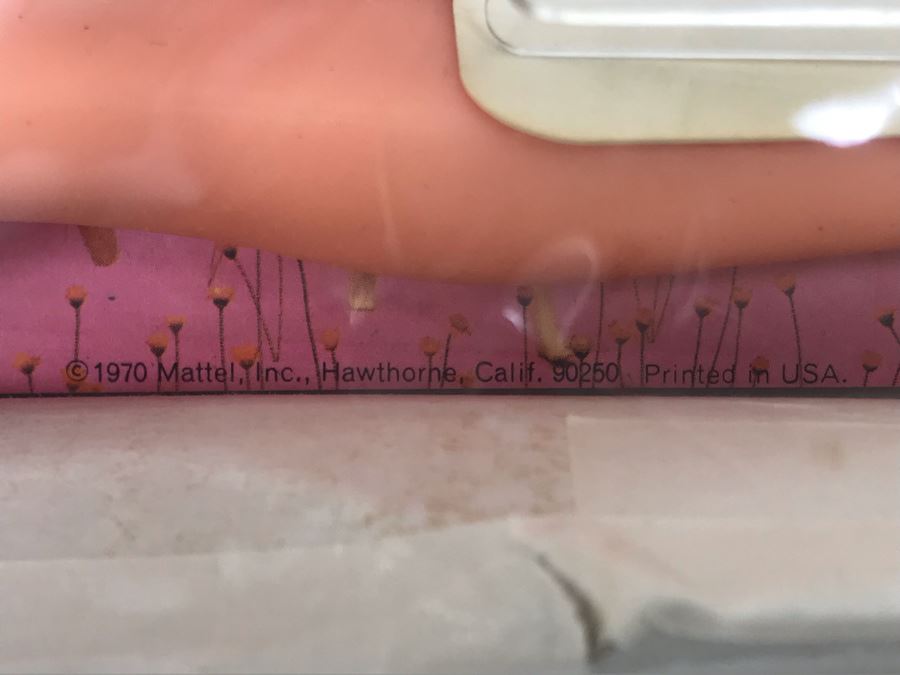 ©1970 Mattel, Inc., Hawthorne, Calif. 90250 Printed in USA.